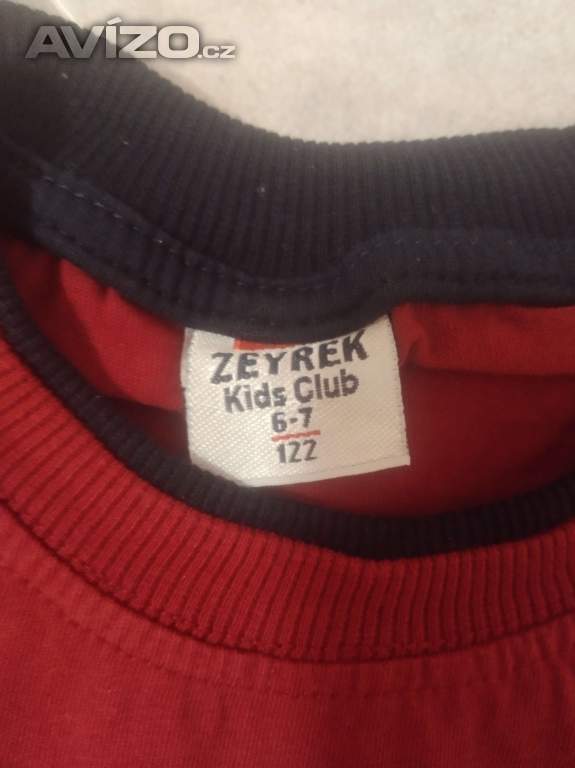 AVÍZO.cz
ZEYREK
Kids Club
6-7
122